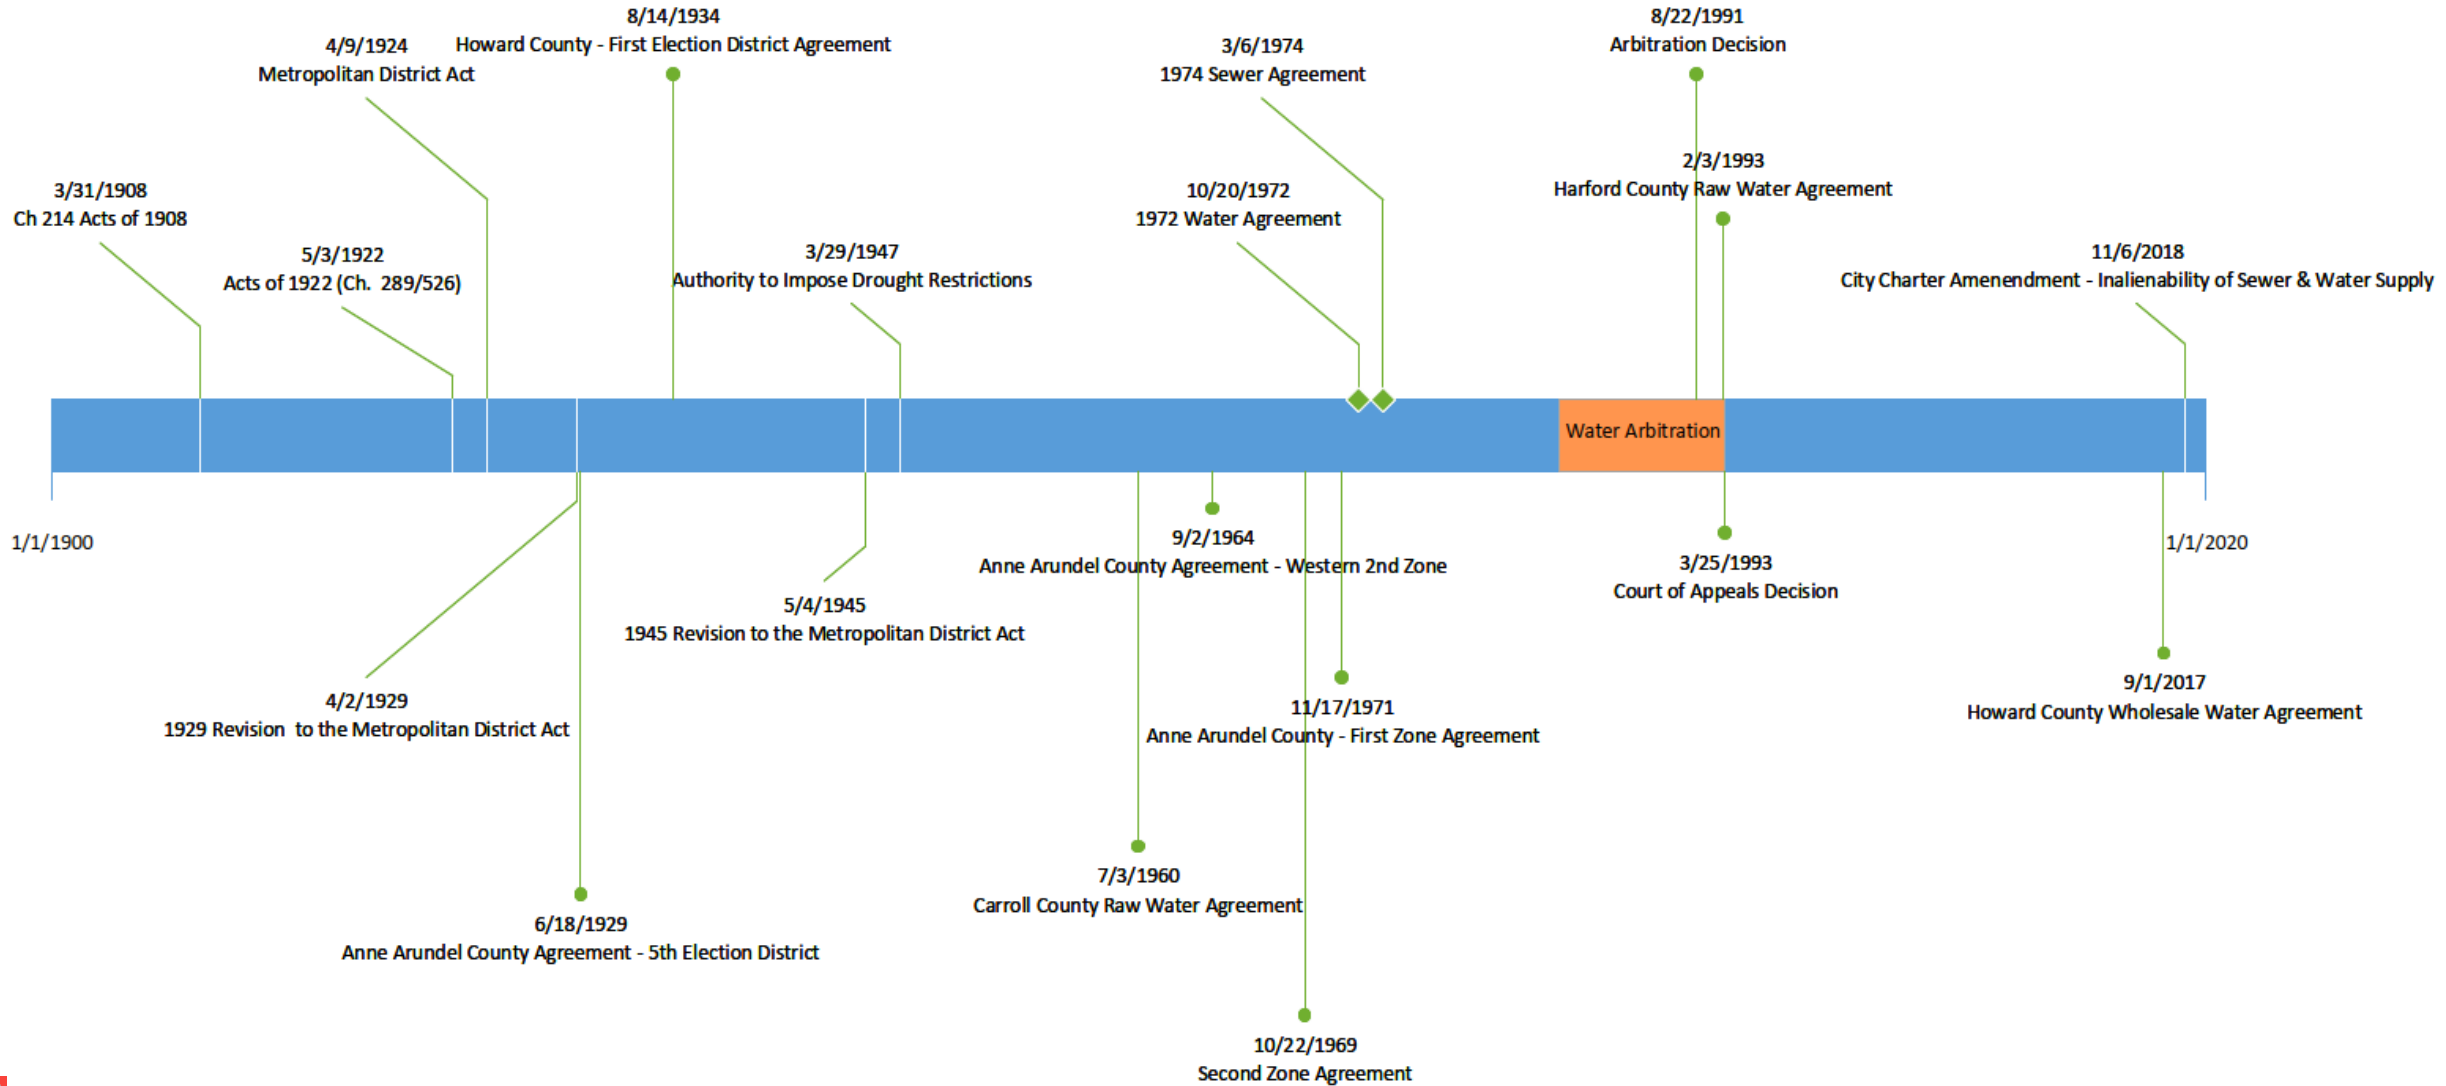 8/14/1934
Howard County - First Election District Agreement
4/9/1924
Metropolitan District Act
3/6/1974
1974 Sewer Agreement
8/22/1991
Arbitration Decision
3/31/1908
Ch 214 Acts of 1908
5/3/1922
Acts of 1922 (Ch.  289/526)
3/29/1947
Authority to Impose Drought Restrictions
10/20/1972
1972 Water Agreement
2/3/1993
Harford County Raw Water Agreement
11/6/2018
City Charter Amenendment - Inalienability of Sewer & Water Supply
Water Arbitration
1/1/1900
1/1/2020
4/2/1929
1929 Revision  to the Metropolitan District Act
6/18/1929
Anne Arundel County Agreement - 5th Election District
5/4/1945
1945 Revision to the Metropolitan District Act
9/2/1964
Anne Arundel County Agreement - Western 2nd Zone
11/17/1971
Anne Arundel County - First Zone Agreement
7/3/1960
Carroll County Raw Water Agreement
10/22/1969
Second Zone Agreement
3/25/1993
Court of Appeals Decision
9/1/2017
Howard County Wholesale Water Agreement